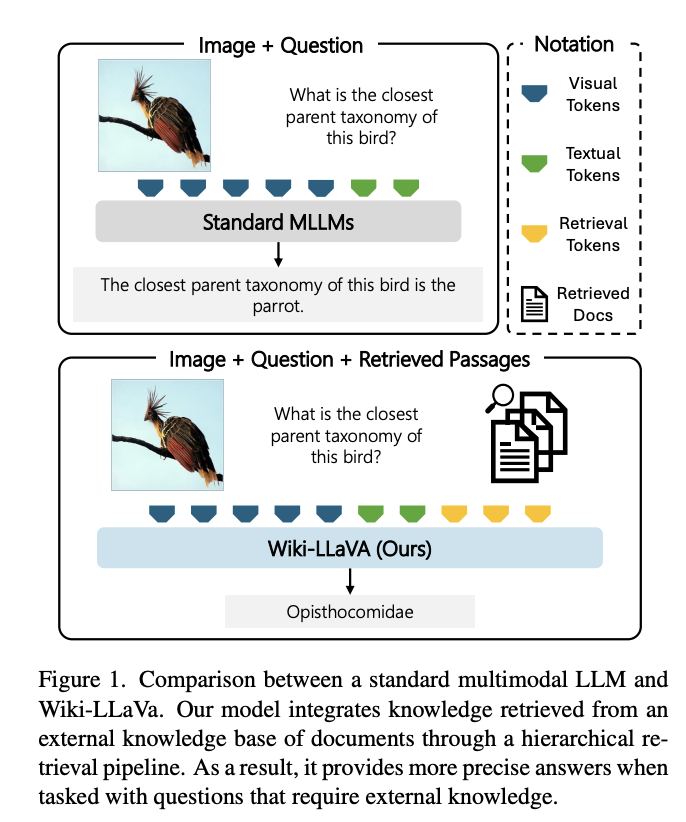 Image + Question
What is the closest
parent taxonomy of
this bird?
Standard MLLMs
The closest parent taxonomy of this bird is the
parrot.
Notation
Visual
Tokens
Textual
Tokens
Retrieval
Tokens
Retrieved
Docs
Image + Question + Retrieved Passages
What is the closest
parent taxonomy of
this bird?
Wiki-LLaVA (Ours)
Opisthocomidae
Figure 1. Comparison between a standard multimodal LLM and
Wiki-LLaVa. Our model integrates knowledge retrieved from an
external knowledge base of documents through a hierarchical re-
trieval pipeline. As a result, it provides more precise answers when
tasked with questions that require external knowledge.